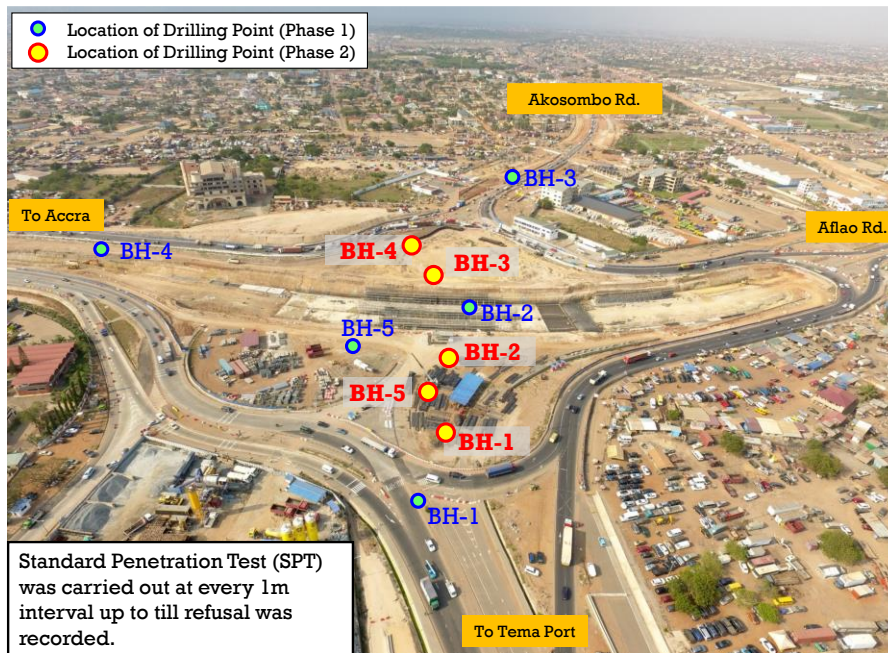 Location of Drilling Point (Phase 1)
Location of Drilling Point (Phase 2)
Akosombo Rd.
BH-3
To Accra
Aflao Rd.
BH-4
BH-4
BH-3
BH-2
BH-5
BH-2
BH-5
BH-1
BH-1
Standard Penetration Test (SPT)
was carried out at every 1m
interval up to till refusal was
recorded.
To Tema Port